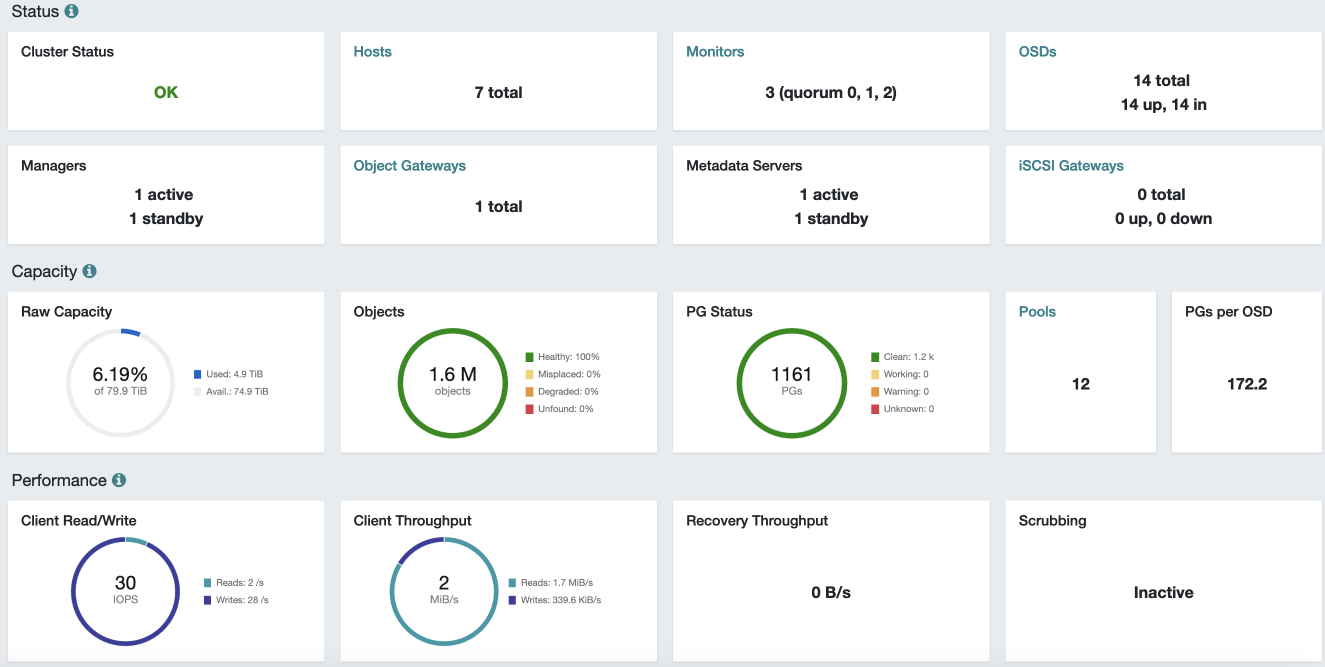 Status
Cluster Status
OK
Hosts
7 total
Monitors
3 (quorum 0, 1, 2)
OSDs
14 total
14 up, 14 in
Managers
1 active
1 standby
Object Gateways
1 total
Metadata Servers
1 active
1 standby
iSCSI Gateways
0 total
0 up, 0 down
Capacity
Raw Capacity
6.19%
of 79.9 TiB
Used: 4.9 TiB
Avail.: 74.9 TiB
Objects
1.6 M
objects
Healthy: 100%
Misplaced: 0%
Degraded: 0%
Unfound: 0%
PG Status
1161
PGs
Clean: 1.2 k
Working: 0
Warning: 0
Unknown: 0
Pools
12
PGs per OSD
172.2
Performance
Client Read/Write
30
IOPS
Reads: 2 /s
Writes: 28 /s
Client Throughput
2
MiB/s
Reads: 1.7 MiB/s
Writes: 339.6 KiB/s
Recovery Throughput
0 B/s
Scrubbing
Inactive